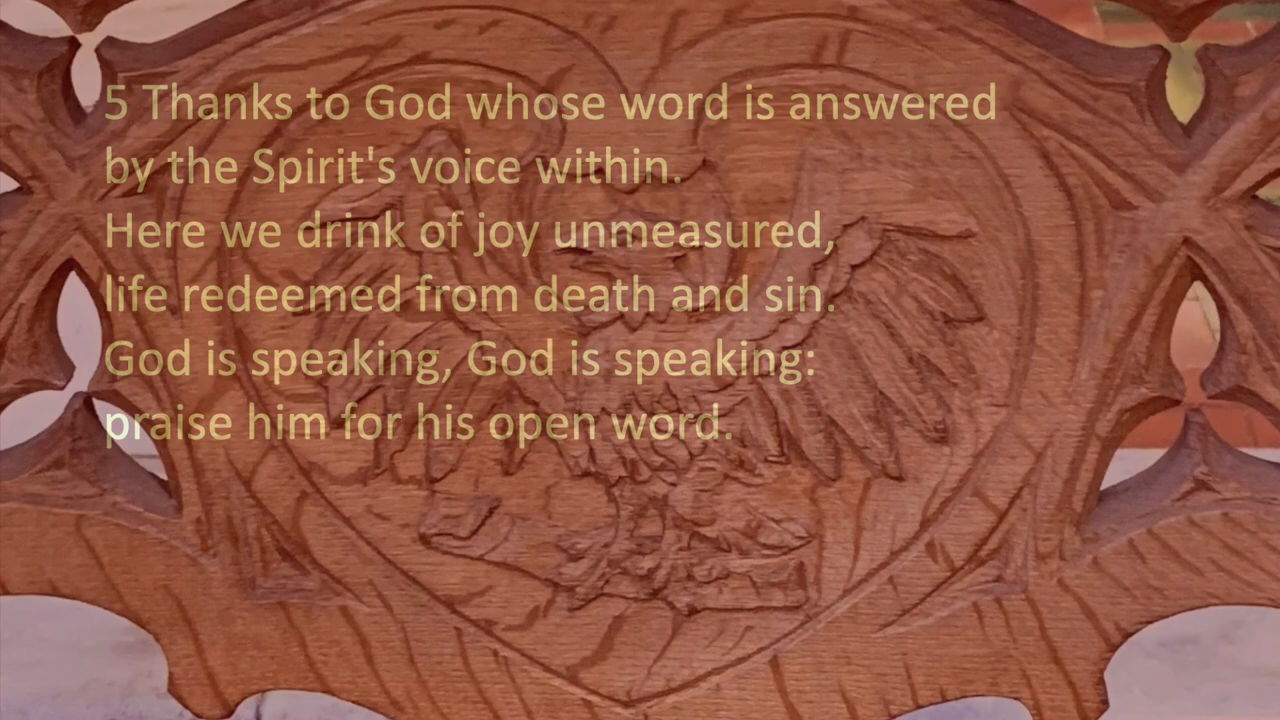 5 Thanks to God whose word is answered
by the Spirit's voice within.
Here we drink of joy unmeasured,
life redeemed from death and sin.
God is speaking, God is speaking:
praise him for his open word.